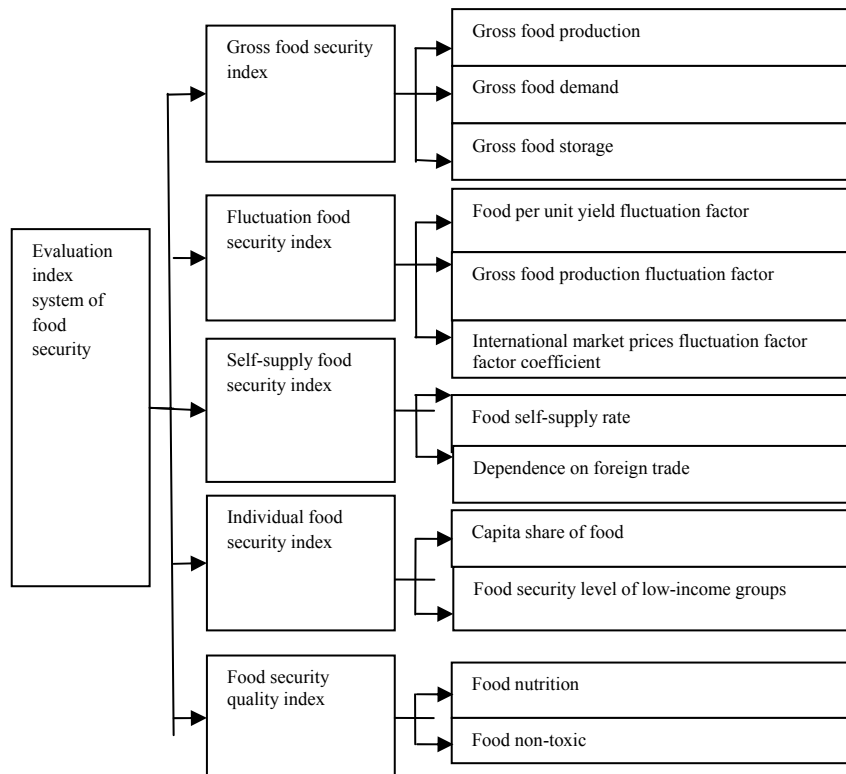 Evaluation
index
system of
food
security
Gross food security
index
Gross food production
Gross food demand
Gross food storage
Fluctuation food
security index
Food per unit yield fluctuation factor
Gross food production fluctuation factor
International market prices fluctuation factor
factor coefficient
Self-supply food
security index
Food self-supply rate
Dependence on foreign trade
Individual food
security index
Capita share of food
Food security level of low-income groups
Food security
quality index
Food nutrition
Food non-toxic